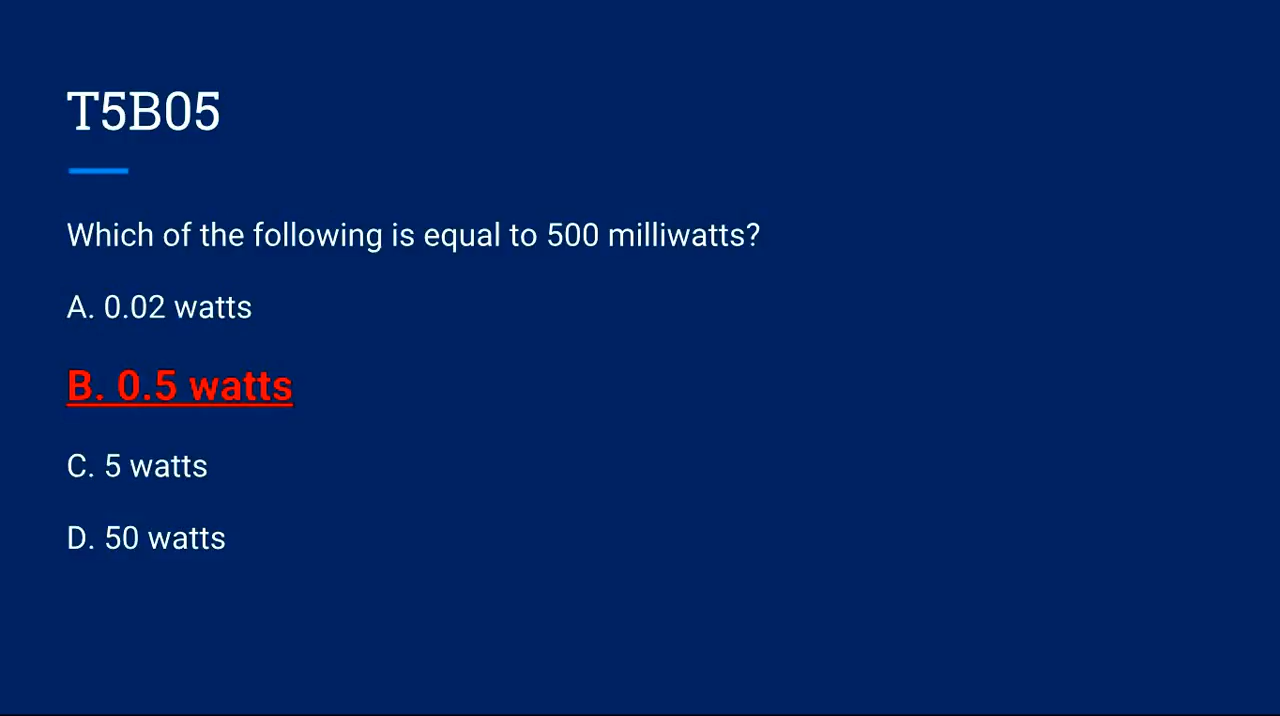 T5B05
Which of the following is equal to 500 milliwatts?
A. 0.02 watts
B. 0.5 watts
C. 5 watts
D. 50 watts